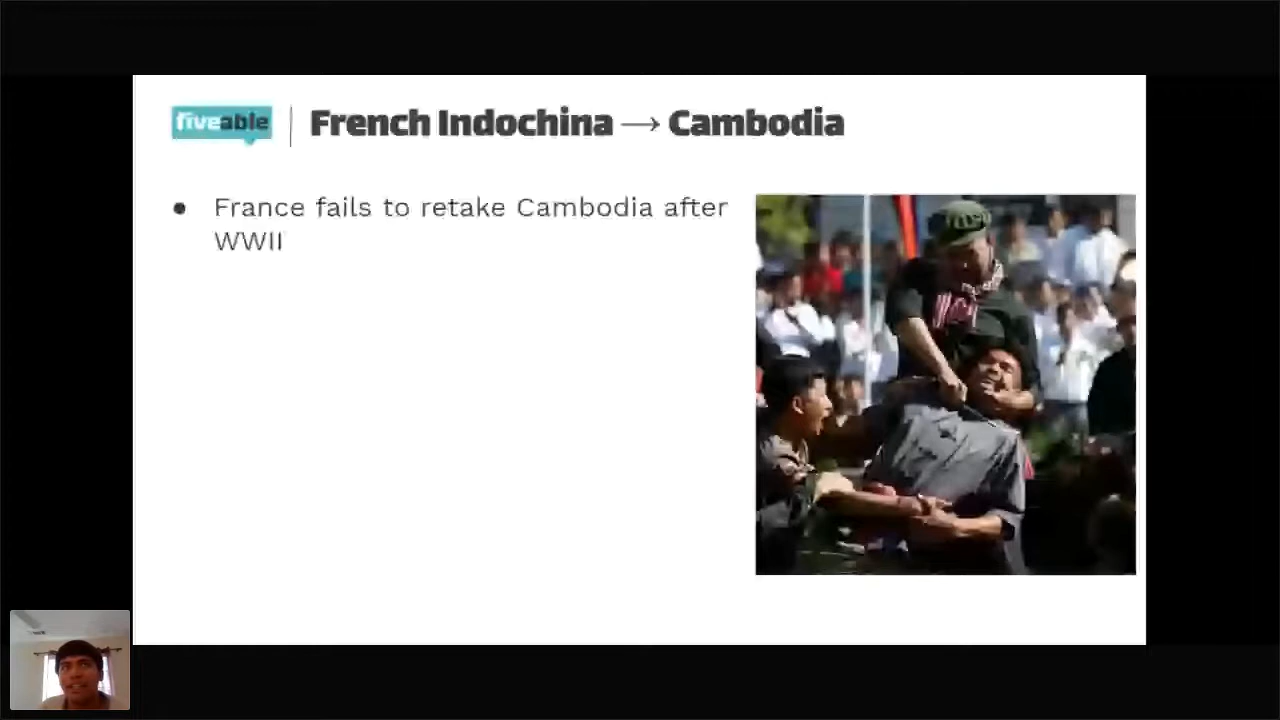 fiveable
French Indochina → Cambodia
● France fails to retake Cambodia after
WWII